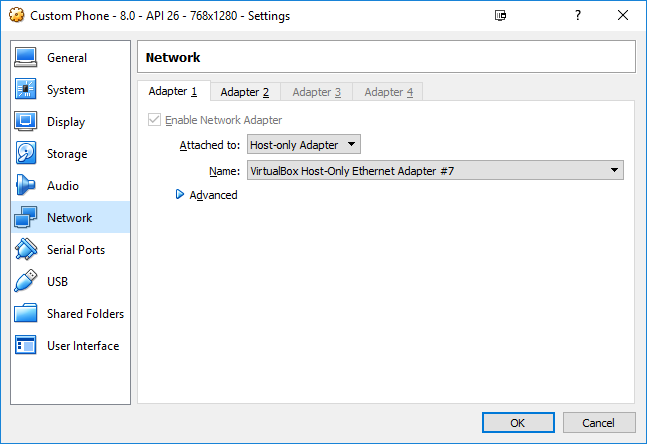 Custom Phone - 8.0 - API 26 - 768x1280 - Settings
General
System
Display
Storage
Audio
Network
Serial Ports
USB
Shared Folders
User Interface
Network
Adapter 1 Adapter 2 Adapter 3 Adapter 4
Enable Network Adapter
Attached to: Host-only Adapter
Name: VirtualBox Host-Only Ethernet Adapter #7
Advanced
OK Cancel